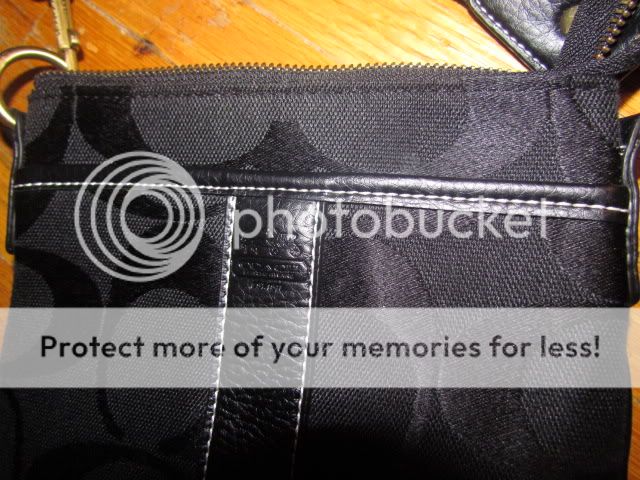 photobucket
Protect more of your memories for less!